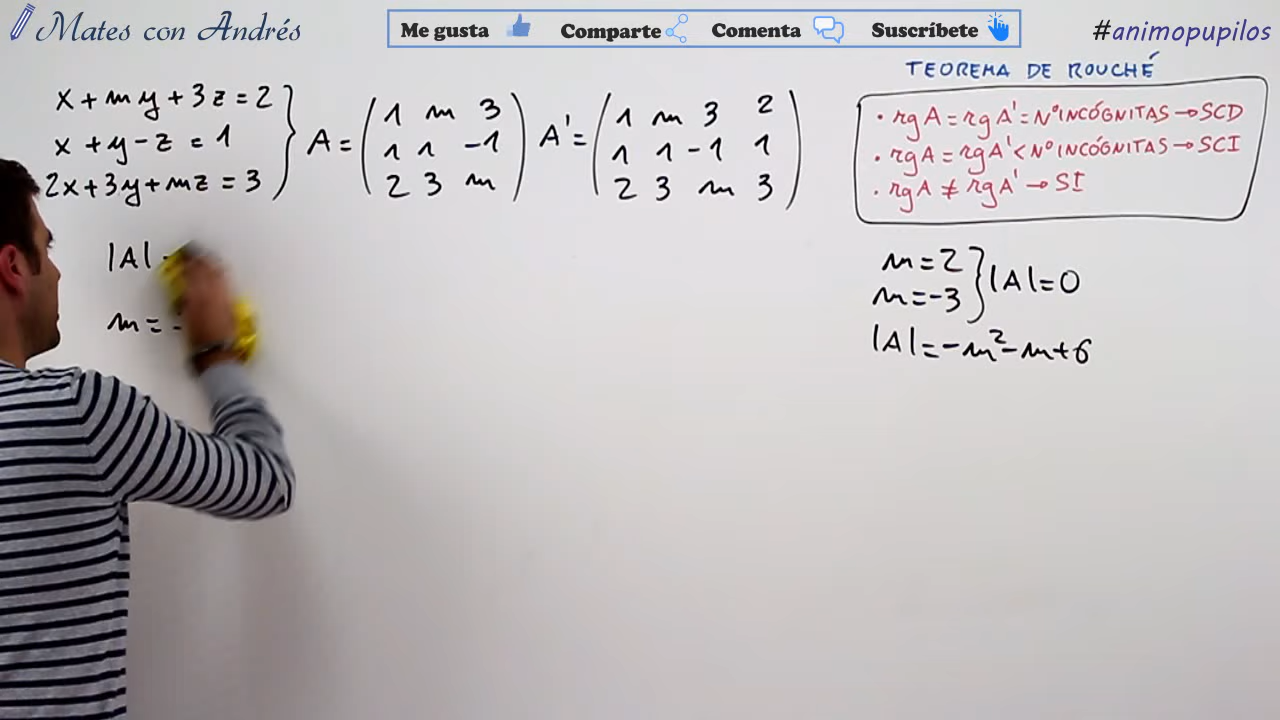 Mates con Andrés
Me gusta Comparte Comenta Suscríbete
#animopupilos
TEOREMA DE ROUCHÉ
x + my + 3z = 2
x + y - z = 1
2x + 3y + mz = 3
A =
1 m 3
1 1 -1
2 3 m
A' =
1 m 3 2
1 1 -1 1
2 3 m 3
• rg A = rg A' = Nº INCÓGNITAS → SCD
• rg A = rg A' < Nº INCÓGNITAS → SCI
• rg A ≠ rg A' → SI
|A|
m = -
m = 2
m = -3
|A| = 0
|A| = -m² - m + 6